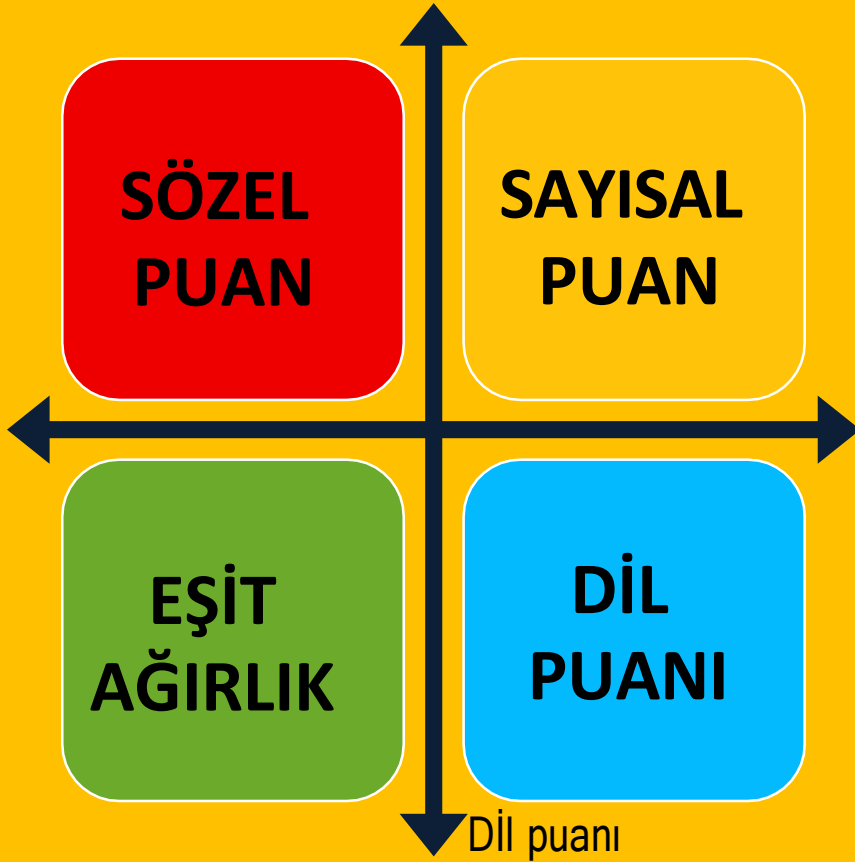 SÖZEL
PUAN
SAYISAL
PUAN
EŞİT
AĞIRLIK
DİL
PUANI
Dİl puanı